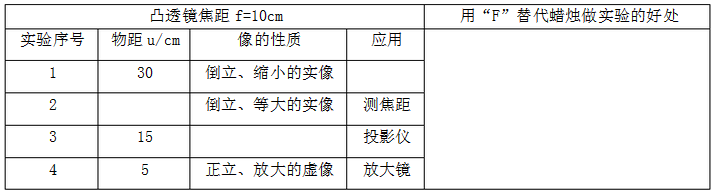 凸透镜焦距 f=10cm 用“F”替代蜡烛做实验的好处
实验序号 物距 u/cm 像的性质 应用
1 30 倒立、缩小的实像
2 倒立、等大的实像 测焦距
3 15 投影仪
4 5 正立、放大的虚像 放大镜